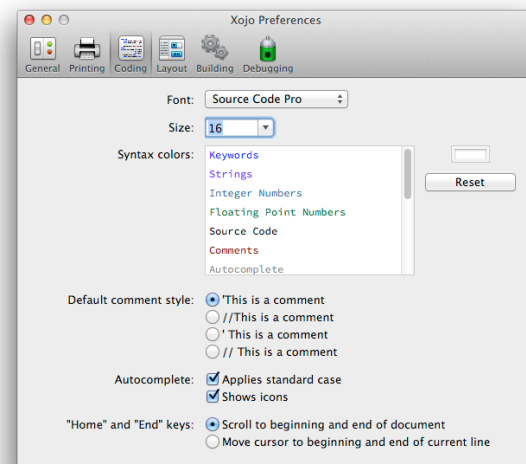 Xojo Preferences
General Printing Coding Layout Building Debugging
Font: Source Code Pro
Size: 16
Syntax colors: Keywords
Strings
Integer Numbers
Reset
Floating Point Numbers
Source Code
Comments
Autocomplete
Default comment style: 'This is a comment
//This is a comment
' This is a comment
// This is a comment
Autocomplete: Applies standard case
Shows icons
"Home" and "End" keys: Scroll to beginning and end of document
Move cursor to beginning and end of current line